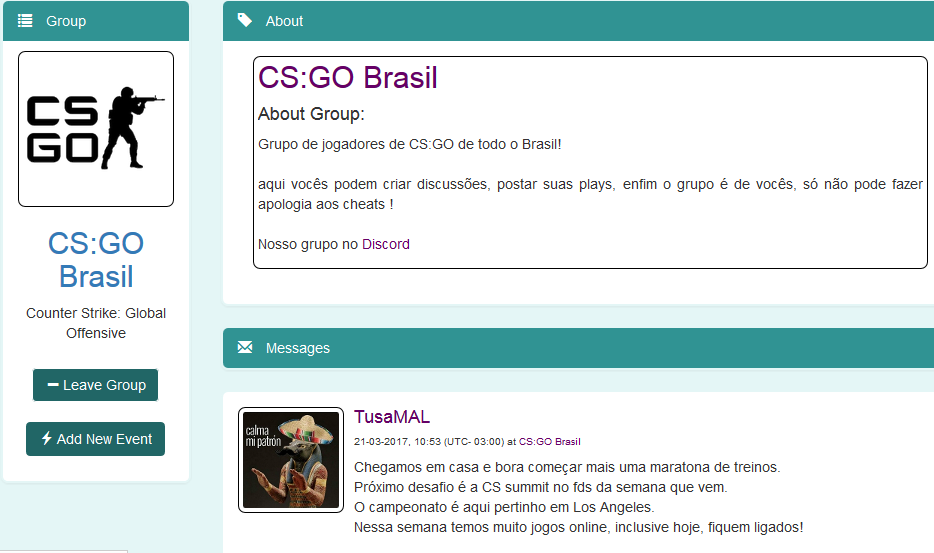 Group
CS
GO
CS:GO
Brasil
Counter Strike: Global
Offensive
Leave Group
Add New Event
About
CS:GO Brasil
About Group:
Grupo de jogadores de CS:GO de todo o Brasil!
aqui vocês podem criar discussões, postar suas plays, enfim o grupo é de vocês, só não pode fazer
apologia aos cheats !
Nosso grupo no Discord
Messages
calma
mi patrón
TusaMAL
21-03-2017, 10:53 (UTC- 03:00) at CS:GO Brasil
Chegamos em casa e bora começar mais uma maratona de treinos.
Próximo desafio é a CS summit no fds da semana que vem.
O campeonato é aqui pertinho em Los Angeles.
Nessa semana temos muito jogos online, inclusive hoje, fiquem ligados!